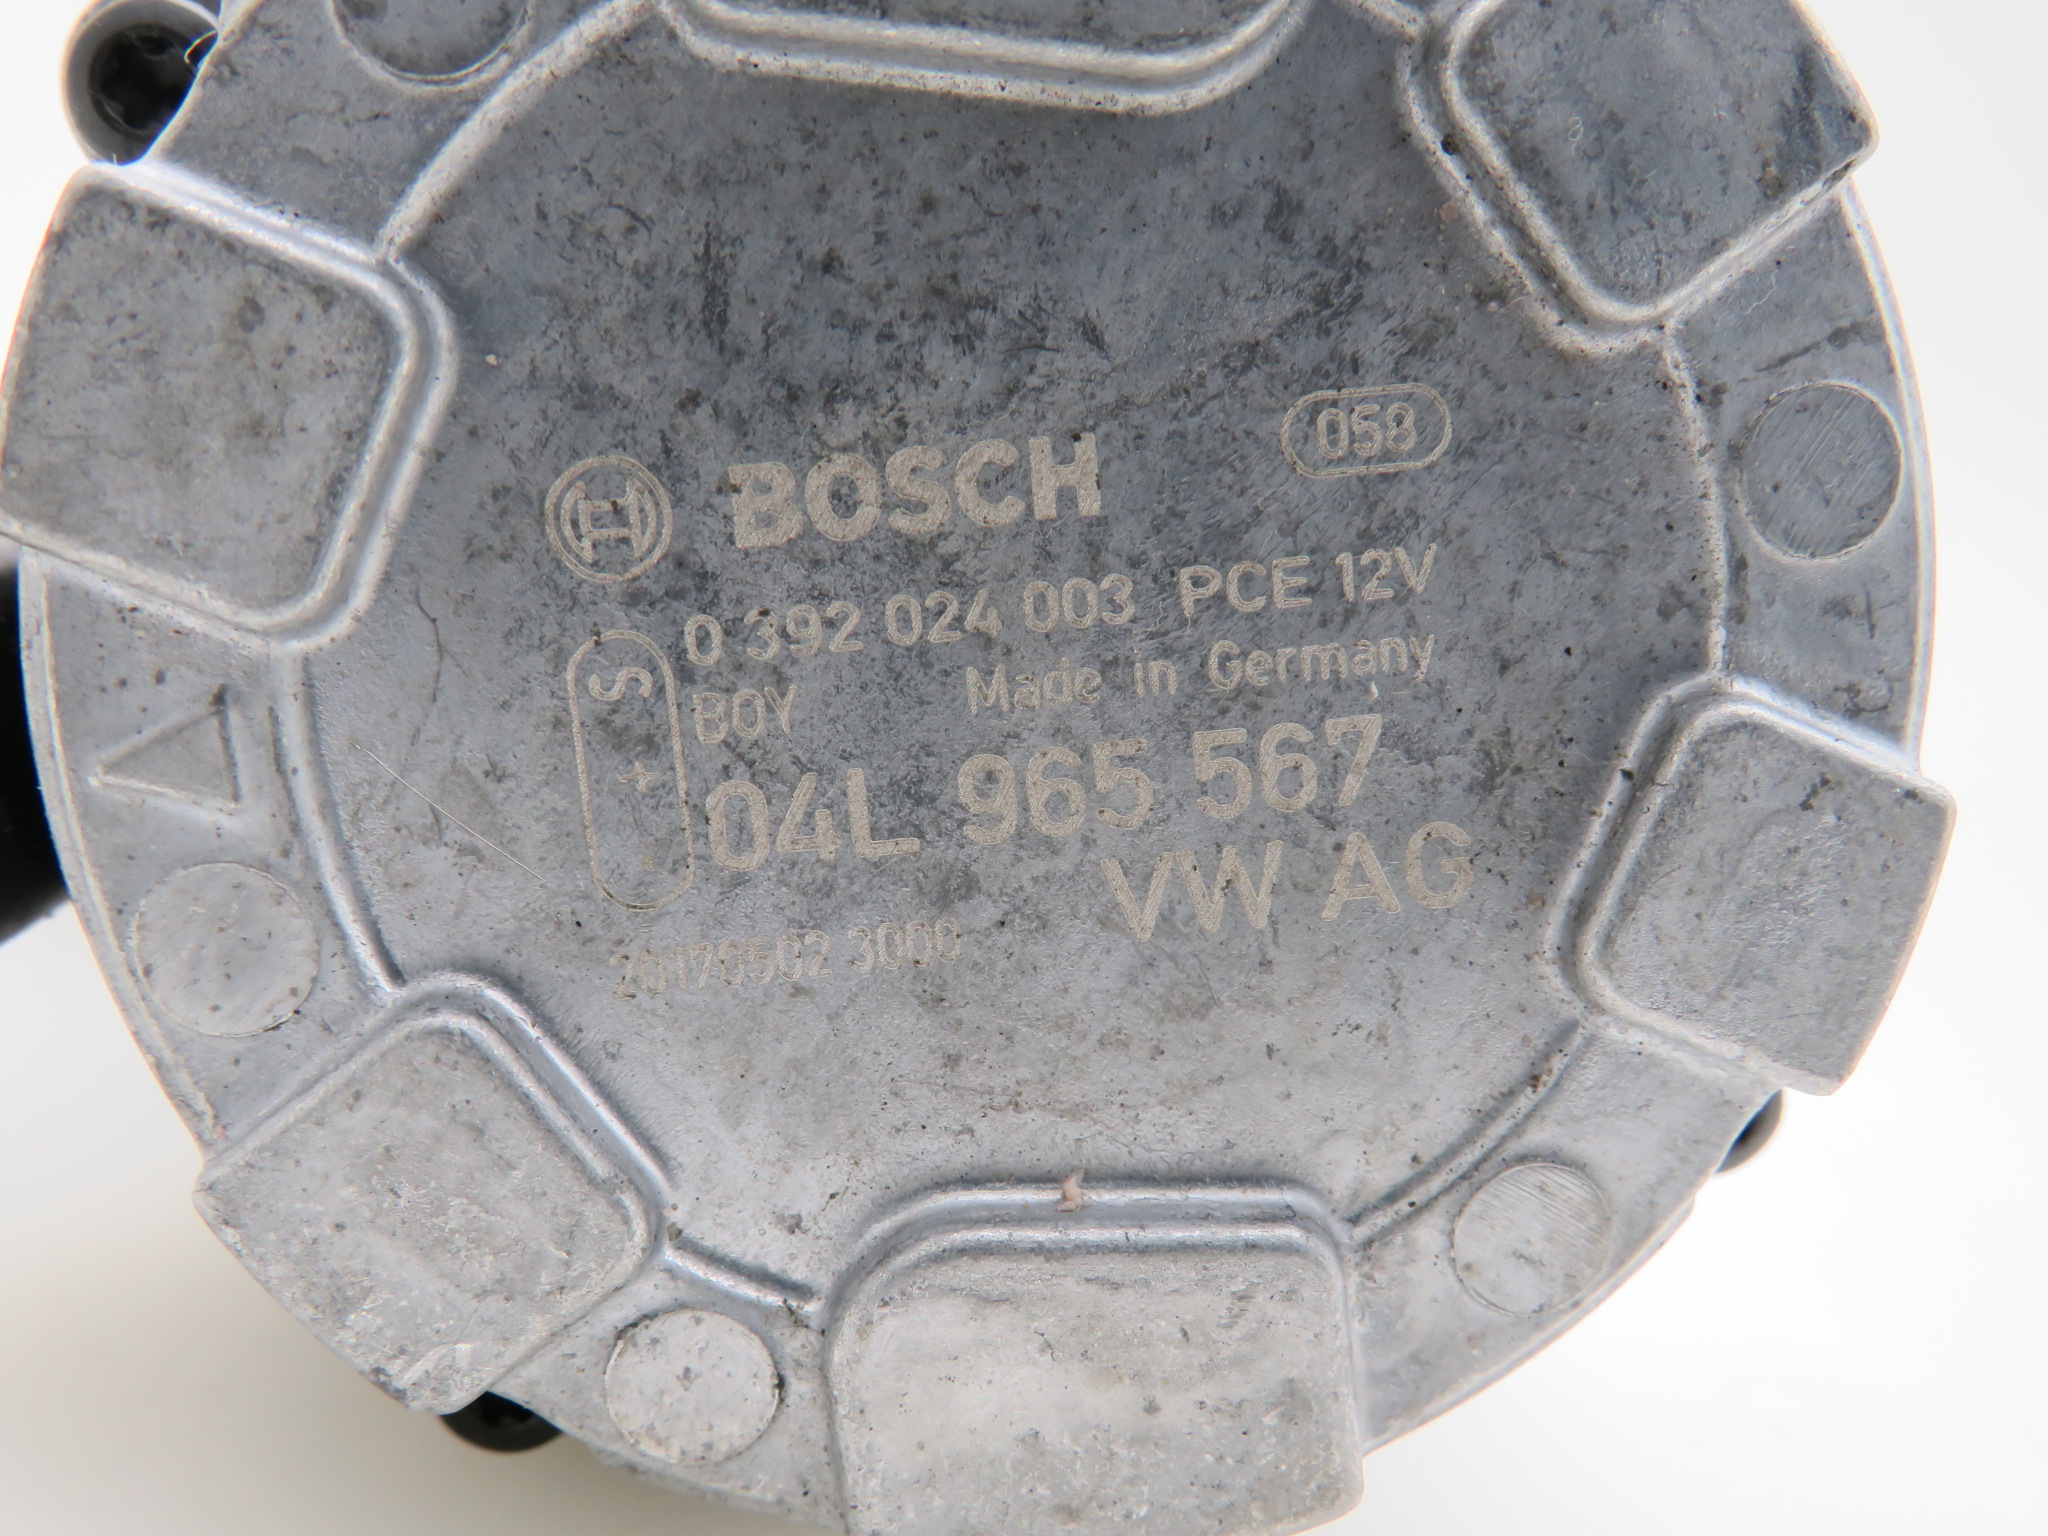 BOSCH 058
0 392 024 003 PCE 12V
S BOY Made in Germany
+ 04L 965 567
- VW AG
20170502 3000